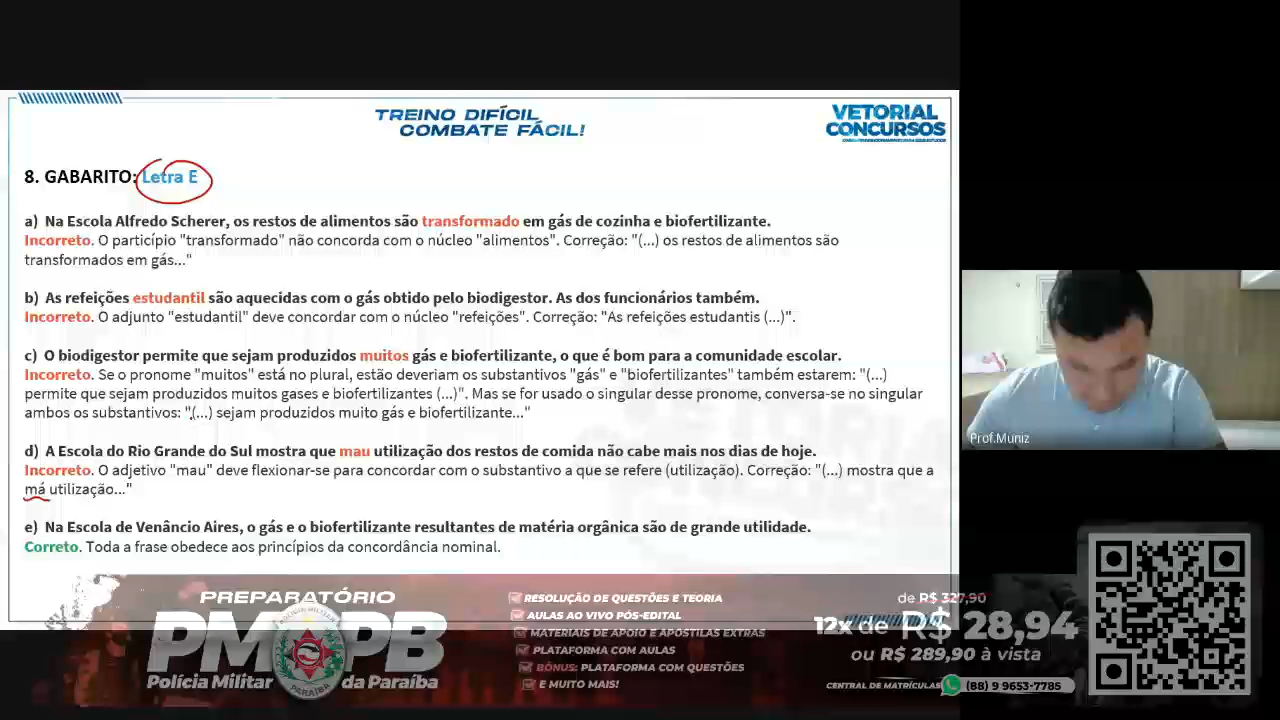 TREINO DIFÍCIL
COMBATE FÁCIL!
VETORIAL
CONCURSOS
8. GABARITO: Letra E
a) Na Escola Alfredo Scherer, os restos de alimentos são transformado em gás de cozinha e biofertilizante.
Incorreto. O particípio "transformado" não concorda com o núcleo "alimentos". Correção: "(...) os restos de alimentos são
transformados em gás..."
b) As refeições estudantil são aquecidas com o gás obtido pelo biodigestor. As dos funcionários também.
Incorreto. O adjunto "estudantil" deve concordar com o núcleo "refeições". Correção: "As refeições estudantis (...)".
c) O biodigestor permite que sejam produzidos muitos gás e biofertilizante, o que é bom para a comunidade escolar.
Incorreto. Se o pronome "muitos" está no plural, estão deveriam os substantivos "gás" e "biofertilizantes" também estarem: "(...)
permite que sejam produzidos muitos gases e biofertilizantes (...)". Mas se for usado o singular desse pronome, conversa-se no singular
ambos os substantivos: "(...) sejam produzidos muito gás e biofertilizante..."
d) A Escola do Rio Grande do Sul mostra que mau utilização dos restos de comida não cabe mais nos dias de hoje.
Incorreto. O adjetivo "mau" deve flexionar-se para concordar com o substantivo a que se refere (utilização). Correção: "(...) mostra que a
má utilização..."
e) Na Escola de Venâncio Aires, o gás e o biofertilizante resultantes de matéria orgânica são de grande utilidade.
Correto. Toda a frase obedece aos princípios da concordância nominal.
Prof.Muniz
PREPARATÓRIO
PM PB
Polícia Militar da Paraíba
RESOLUÇÃO DE QUESTÕES E TEORIA
AULAS AO VIVO PÓS-EDITAL
MATERIAIS DE APOIO E APOSTILAS EXTRAS
PLATAFORMA COM AULAS
BÔNUS: PLATAFORMA COM QUESTÕES
E MUITO MAIS!
de R$ 327,90
12x de R$ 28,94
ou R$ 289,90 à vista
CENTRAL DE MATRÍCULAS (88) 9 9653-7785